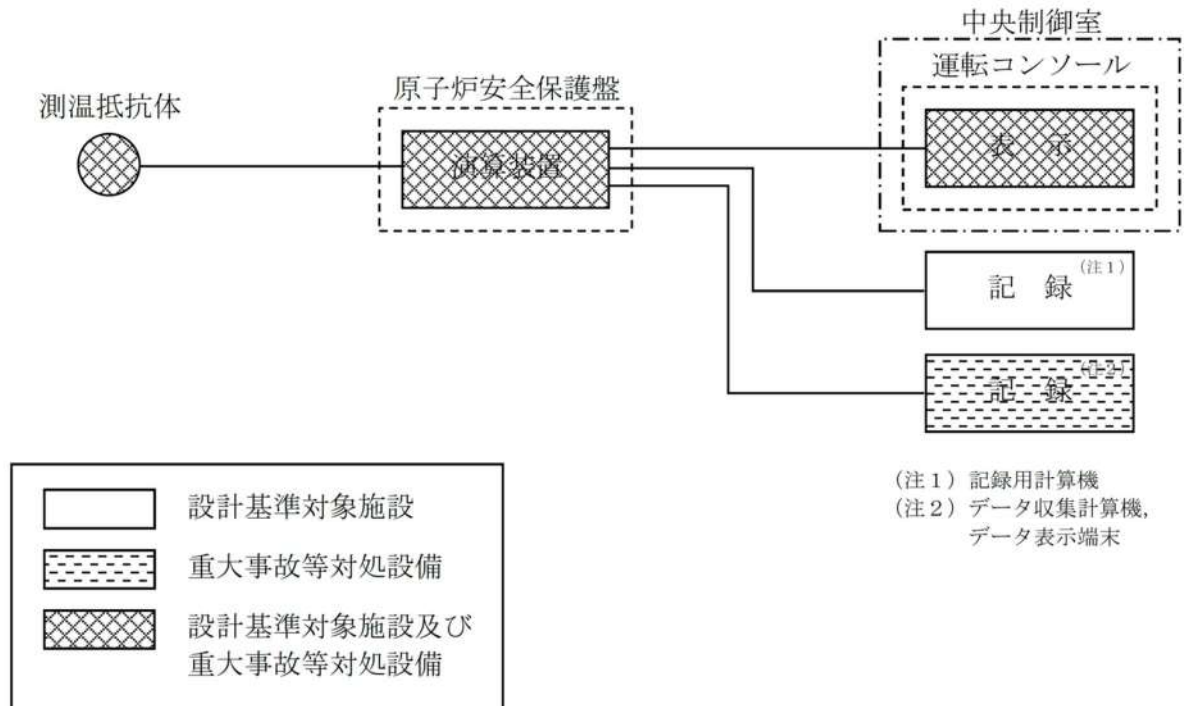 中央制御室
運転コンソール
原子炉安全保護盤
測温抵抗体
演算装置
表 示
記 録 (注1)
記 録 (注2)
(注1) 記録用計算機
(注2) データ収集計算機,
データ表示端末
設計基準対象施設
重大事故等対処設備
設計基準対象施設及び
重大事故等対処設備